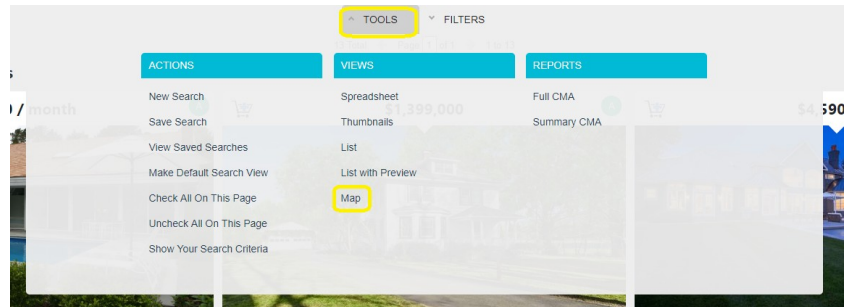 TOOLS
FILTERS
ACTIONS
New Search
Save Search
View Saved Searches
Make Default Search View
Check All On This Page
Uncheck All On This Page
Show Your Search Criteria
VIEWS
Spreadsheet
Thumbnails
List
List with Preview
Map
REPORTS
Full CMA
Summary CMA
/ month
$1,399,000